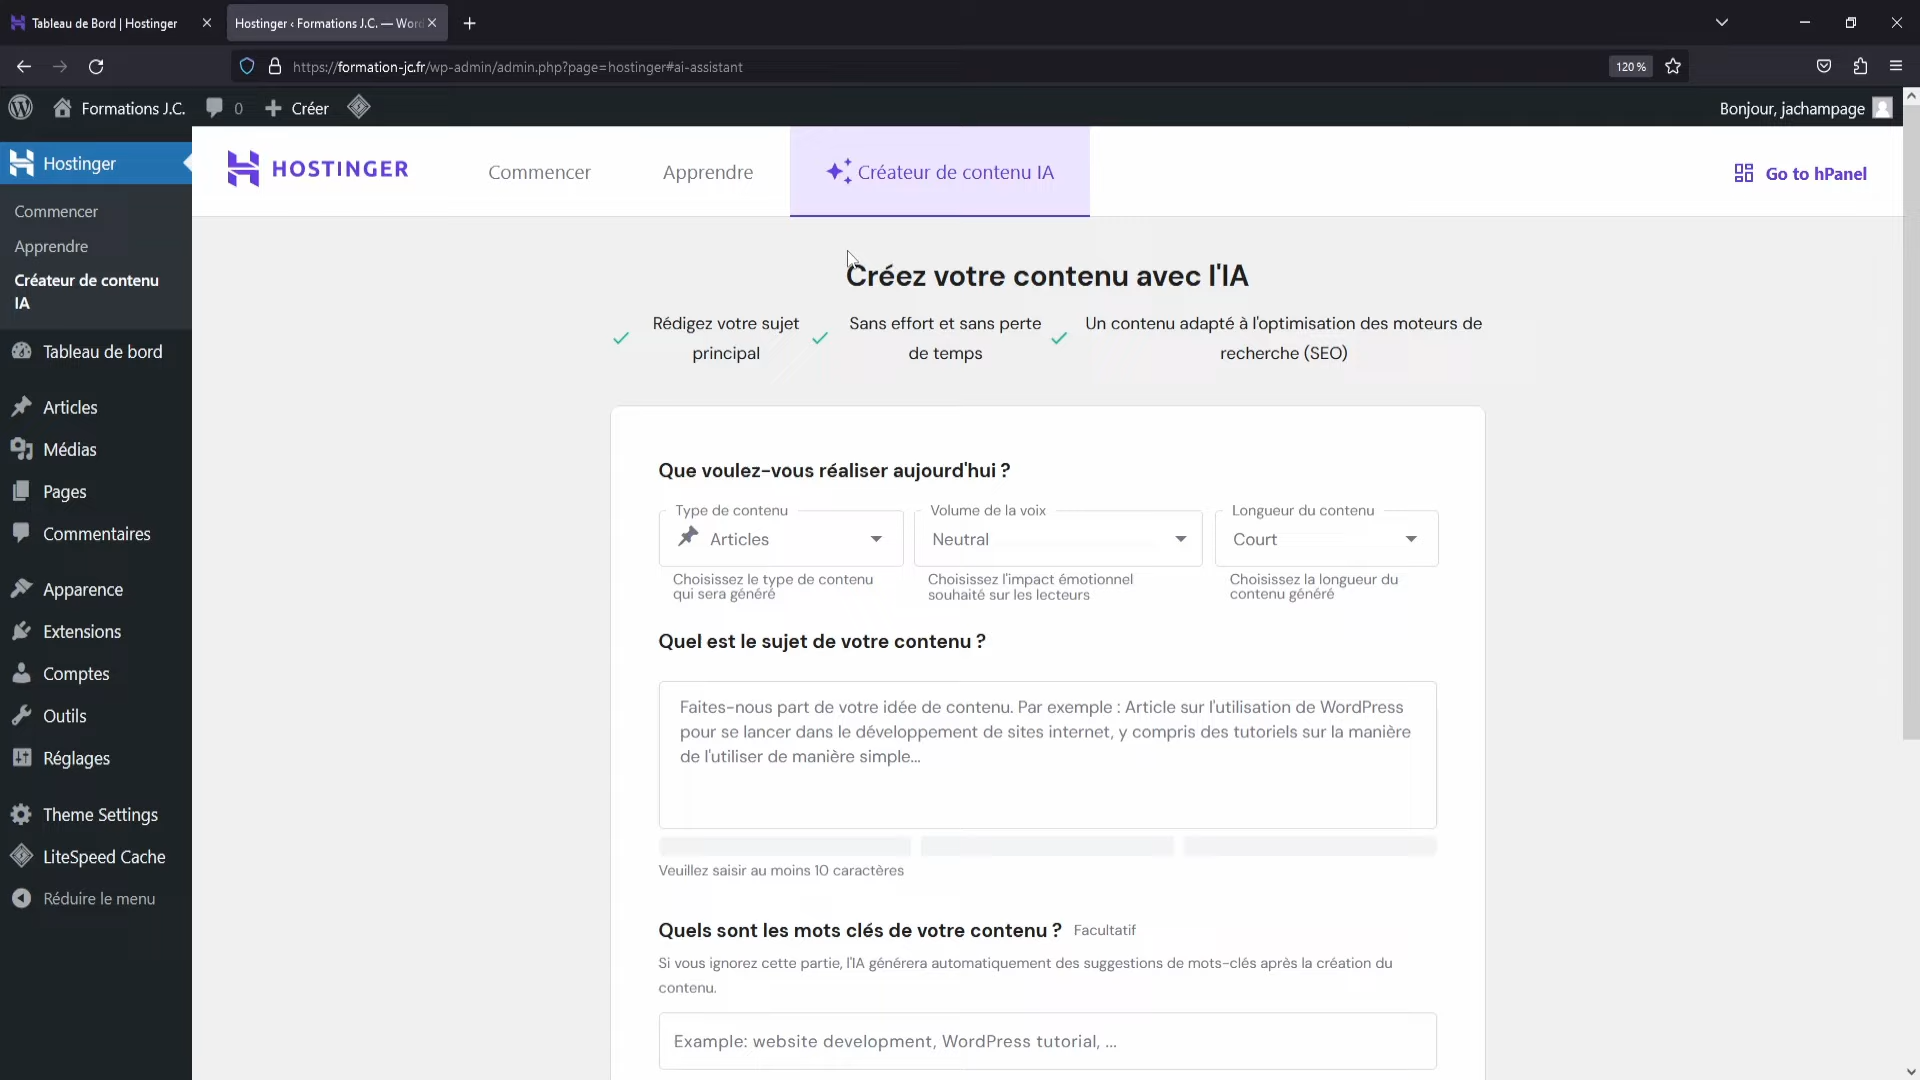 Tableau de Bord | Hostinger
Hostinger ‹ Formations J.C. — Word
https://formation-jc.fr/wp-admin/admin.php?page=hostinger#ai-assistant
120 %
Formations J.C.
0
Créer
Bonjour, jachampage
Hostinger
Commencer
Apprendre
Créateur de contenu
IA
Tableau de bord
Articles
Médias
Pages
Commentaires
Apparence
Extensions
Comptes
Outils
Réglages
Theme Settings
LiteSpeed Cache
Réduire le menu
HOSTINGER
Commencer
Apprendre
Créateur de contenu IA
Go to hPanel
Créez votre contenu avec l'IA
Rédigez votre sujet
principal
Sans effort et sans perte
de temps
Un contenu adapté à l'optimisation des moteurs de
recherche (SEO)
Que voulez-vous réaliser aujourd'hui ?
Type de contenu
Articles
Choisissez le type de contenu
qui sera généré
Volume de la voix
Neutral
Choisissez l'impact émotionnel
souhaité sur les lecteurs
Longueur du contenu
Court
Choisissez la longueur du
contenu généré
Quel est le sujet de votre contenu ?
Faites-nous part de votre idée de contenu. Par exemple : Article sur l'utilisation de WordPress
pour se lancer dans le développement de sites internet, y compris des tutoriels sur la manière
de l'utiliser de manière simple...
Veuillez saisir au moins 10 caractères
Quels sont les mots clés de votre contenu ? Facultatif
Si vous ignorez cette partie, l'IA générera automatiquement des suggestions de mots-clés après la création du
contenu.
Example: website development, WordPress tutorial, ...